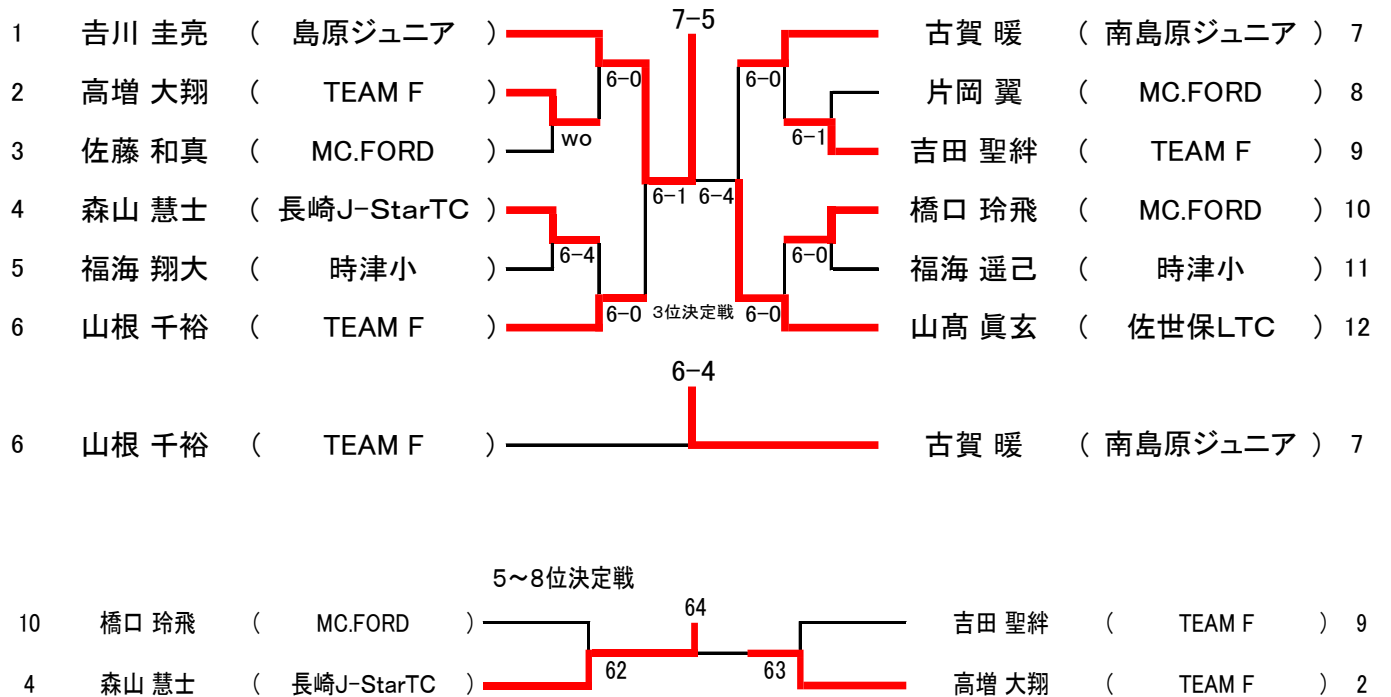 7-5
1 吉川 圭亮 ( 島原ジュニア ) 古賀 暖 ( 南島原ジュニア ) 7
6-0 6-0
2 高増 大翔 ( TEAM F ) 片岡 翼 ( MC.FORD ) 8
wo 6-1
3 佐藤 和真 ( MC.FORD ) 吉田 聖絆 ( TEAM F ) 9
6-1 6-4
4 森山 慧士 ( 長崎J-StarTC ) 橋口 玲飛 ( MC.FORD ) 10
6-4 6-0
5 福海 翔大 ( 時津小 ) 福海 遥己 ( 時津小 ) 11
6-0 3位決定戦 6-0
6 山根 千裕 ( TEAM F ) 山髙 眞玄 ( 佐世保LTC ) 12
6-4
6 山根 千裕 ( TEAM F ) 古賀 暖 ( 南島原ジュニア ) 7
5～8位決定戦
64
10 橋口 玲飛 ( MC.FORD ) 吉田 聖絆 ( TEAM F ) 9
62 63
4 森山 慧士 ( 長崎J-StarTC ) 高増 大翔 ( TEAM F ) 2